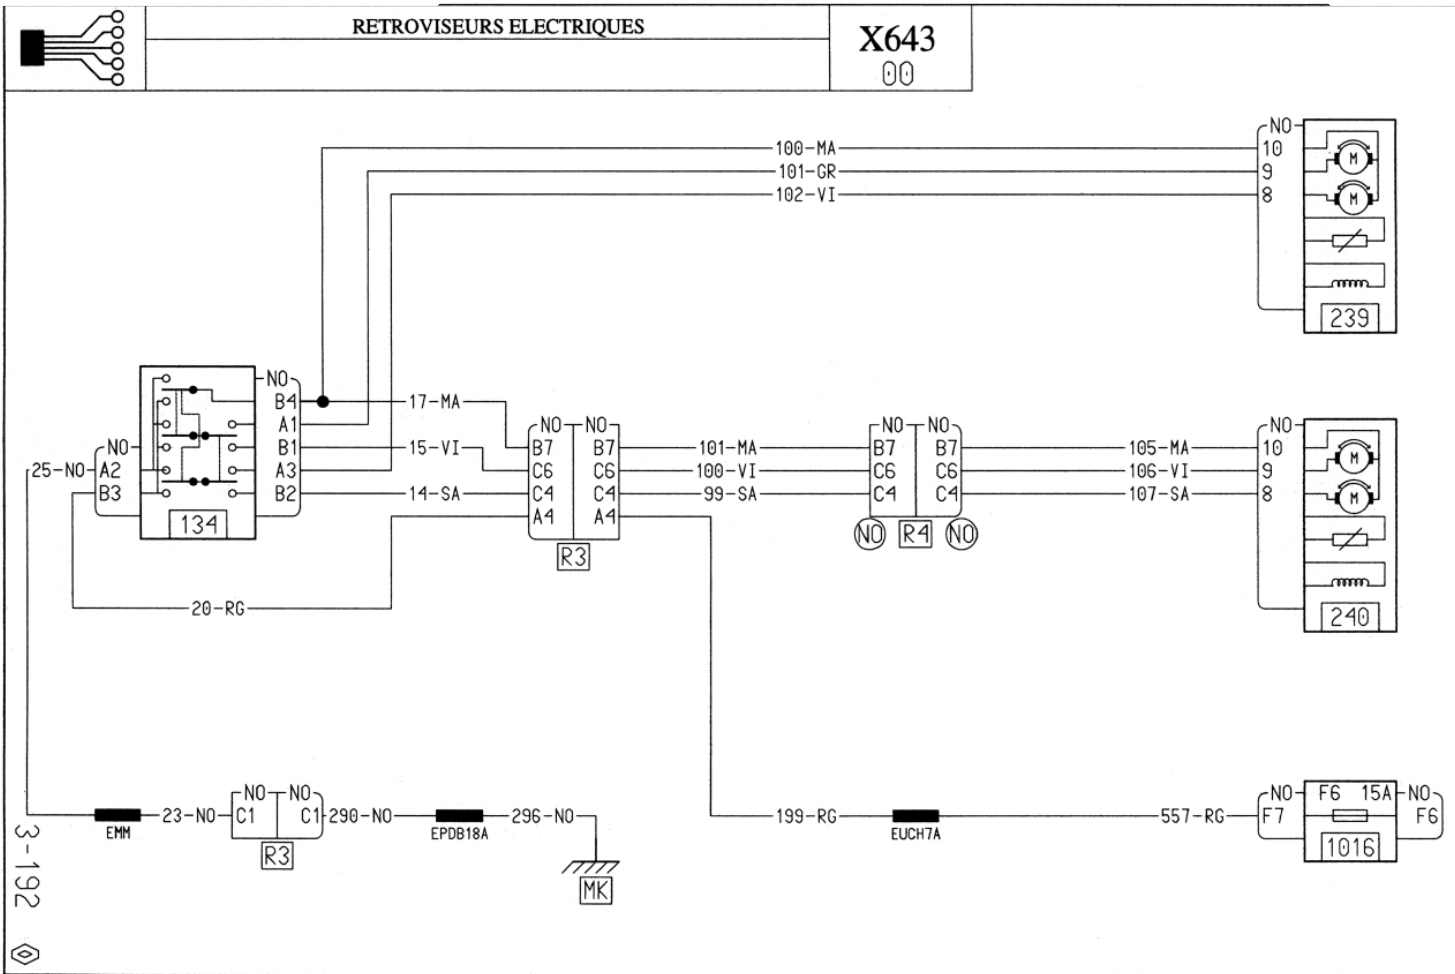 RETROVISEURS ELECTRIQUES
X643
00
NO
100-MA 10
101-GR 9
102-VI 8
M
M
239
NO
B4 17-MA
A1
NO B1 15-VI
25-NO A2 A3
B3 B2 14-SA
134
NO NO
B7 B7 101-MA
C6 C6 100-VI
C4 C4 99-SA
A4 A4
R3
NO NO
B7 B7 105-MA
C6 C6 106-VI
C4 C4 107-SA
NO R4 NO
NO
10
9
8
M
M
240
20-RG
EMM
23-NO
NO NO
C1 C1
R3
290-NO
EPDB18A
296-NO
MK
199-RG
EUCH7A
557-RG
NO F6 15A NO
F7 F6
1016
3-192